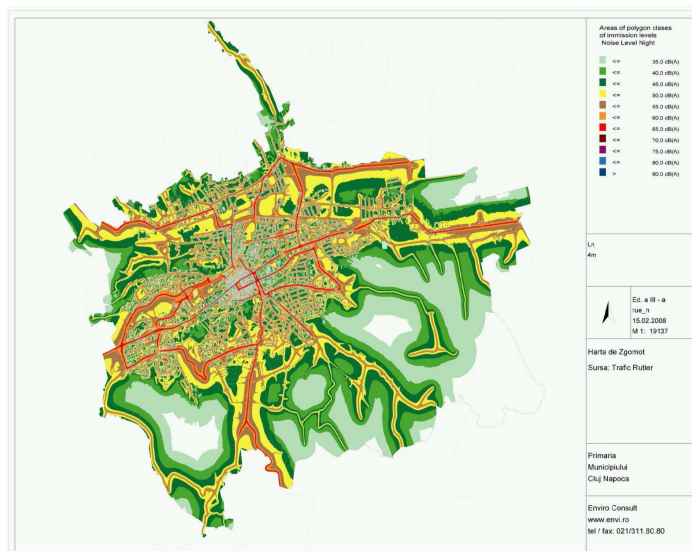 Areas of polygon clases
of immission levels
Noise Level Night
<= 35.0 dB(A)
<= 40.0 dB(A)
<= 45.0 dB(A)
<= 50.0 dB(A)
<= 55.0 dB(A)
<= 60.0 dB(A)
<= 65.0 dB(A)
<= 70.0 dB(A)
<= 75.0 dB(A)
<= 80.0 dB(A)
> 80.0 dB(A)
Ln
4m
Ed. a III - a
rue_n
15.02.2008
M 1: 19137
Harta de Zgomot
Sursa: Trafic Rutier
Primaria
Municipiului
Cluj Napoca
Enviro Consult
www.envi.ro
tel / fax: 021/311.80.80